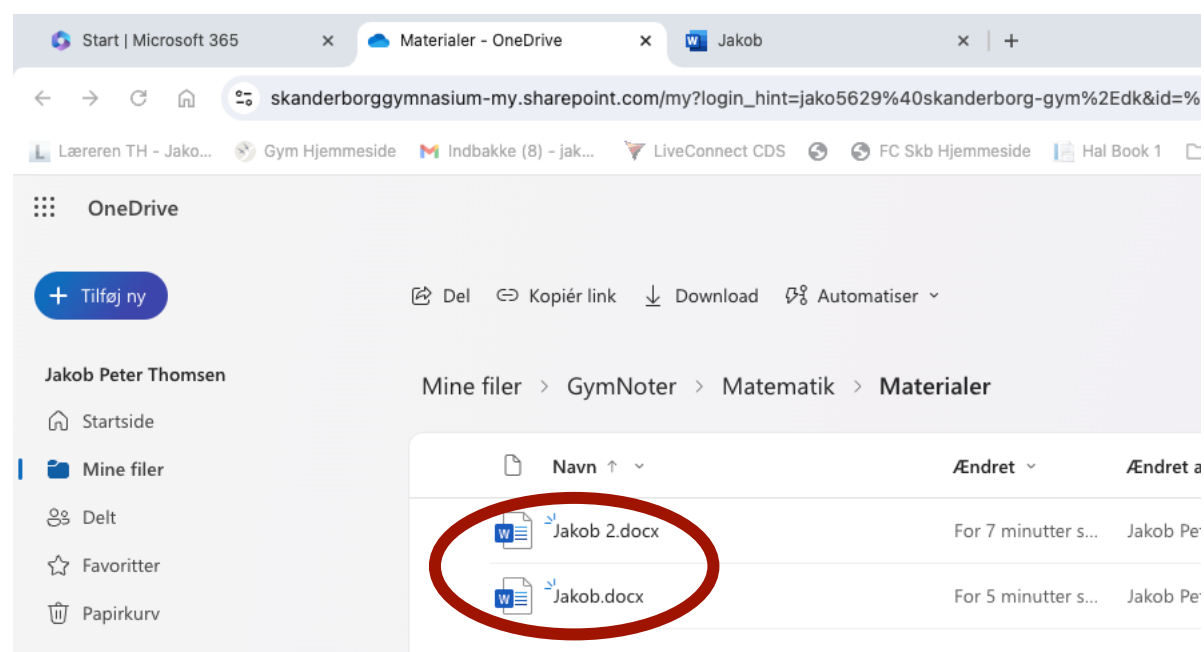 Start | Microsoft 365
Materialer - OneDrive
Jakob
skanderborggymnasium-my.sharepoint.com/my?login_hint=jako5629%40skanderborg-gym%2Edk&id=%
Læreren TH - Jako...
Gym Hjemmeside
Indbakke (8) - jak...
LiveConnect CDS
FC Skb Hjemmeside
Hal Book 1
OneDrive
Tilføj ny
Del
Kopiér link
Download
Automatiser
Jakob Peter Thomsen
Startside
Mine filer
Delt
Favoritter
Papirkurv
Mine filer > GymNoter > Matematik > Materialer
Navn ↑
Ændret
Ændret a
Jakob 2.docx
For 7 minutter s...
Jakob Pe
Jakob.docx
For 5 minutter s...
Jakob Pe